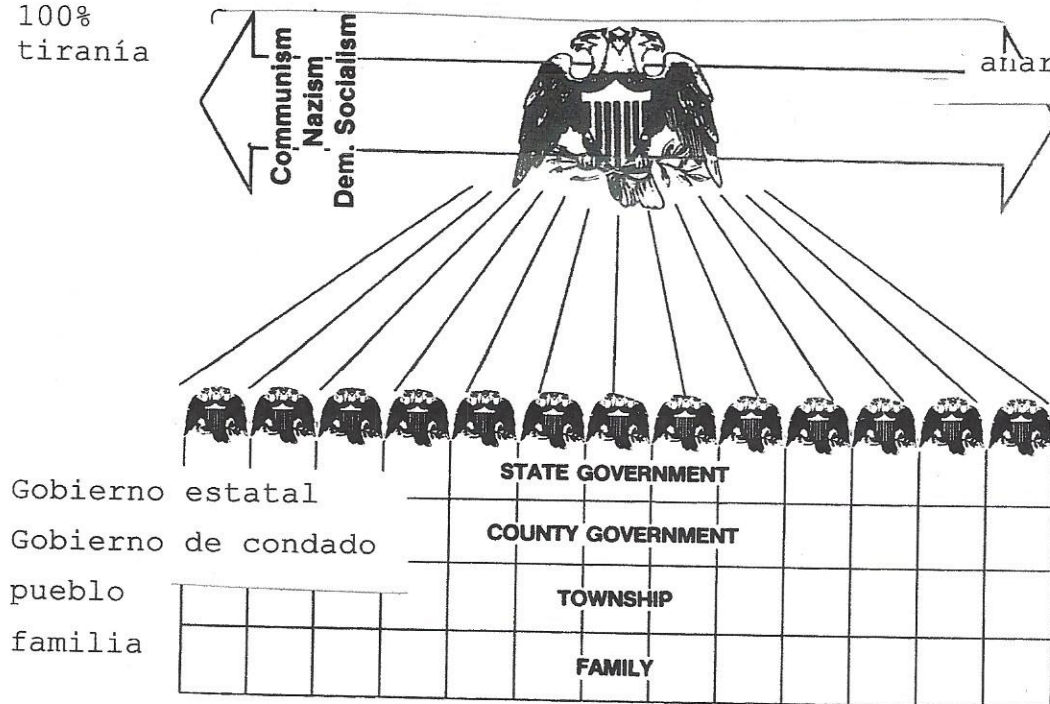 100%
tiranía
Communism
Nazism
Dem. Socialism
STATE GOVERNMENT
Gobierno estatal
COUNTY GOVERNMENT
Gobierno de condado
TOWNSHIP
pueblo
FAMILY
familia